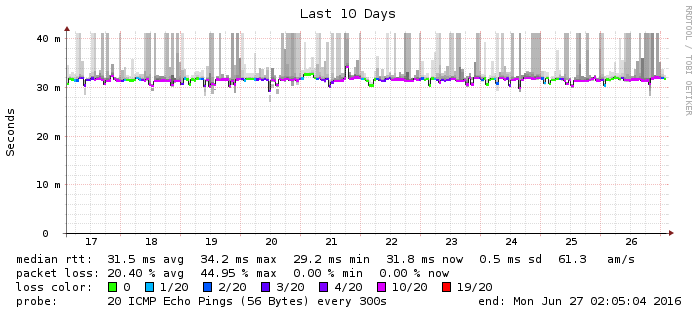 Last 10 Days
RRDTOOL / TOBI OETIKER
Seconds
40 m
30 m
20 m
10 m
0
17 18 19 20 21 22 23 24 25 26
median rtt: 31.5 ms avg 34.2 ms max 29.2 ms min 31.8 ms now 0.5 ms sd 61.3 am/s
packet loss: 20.40 % avg 44.95 % max 0.00 % min 0.00 % now
loss color: 0 1/20 2/20 3/20 4/20 10/20 19/20
probe: 20 ICMP Echo Pings (56 Bytes) every 300s end: Mon Jun 27 02:05:04 2016